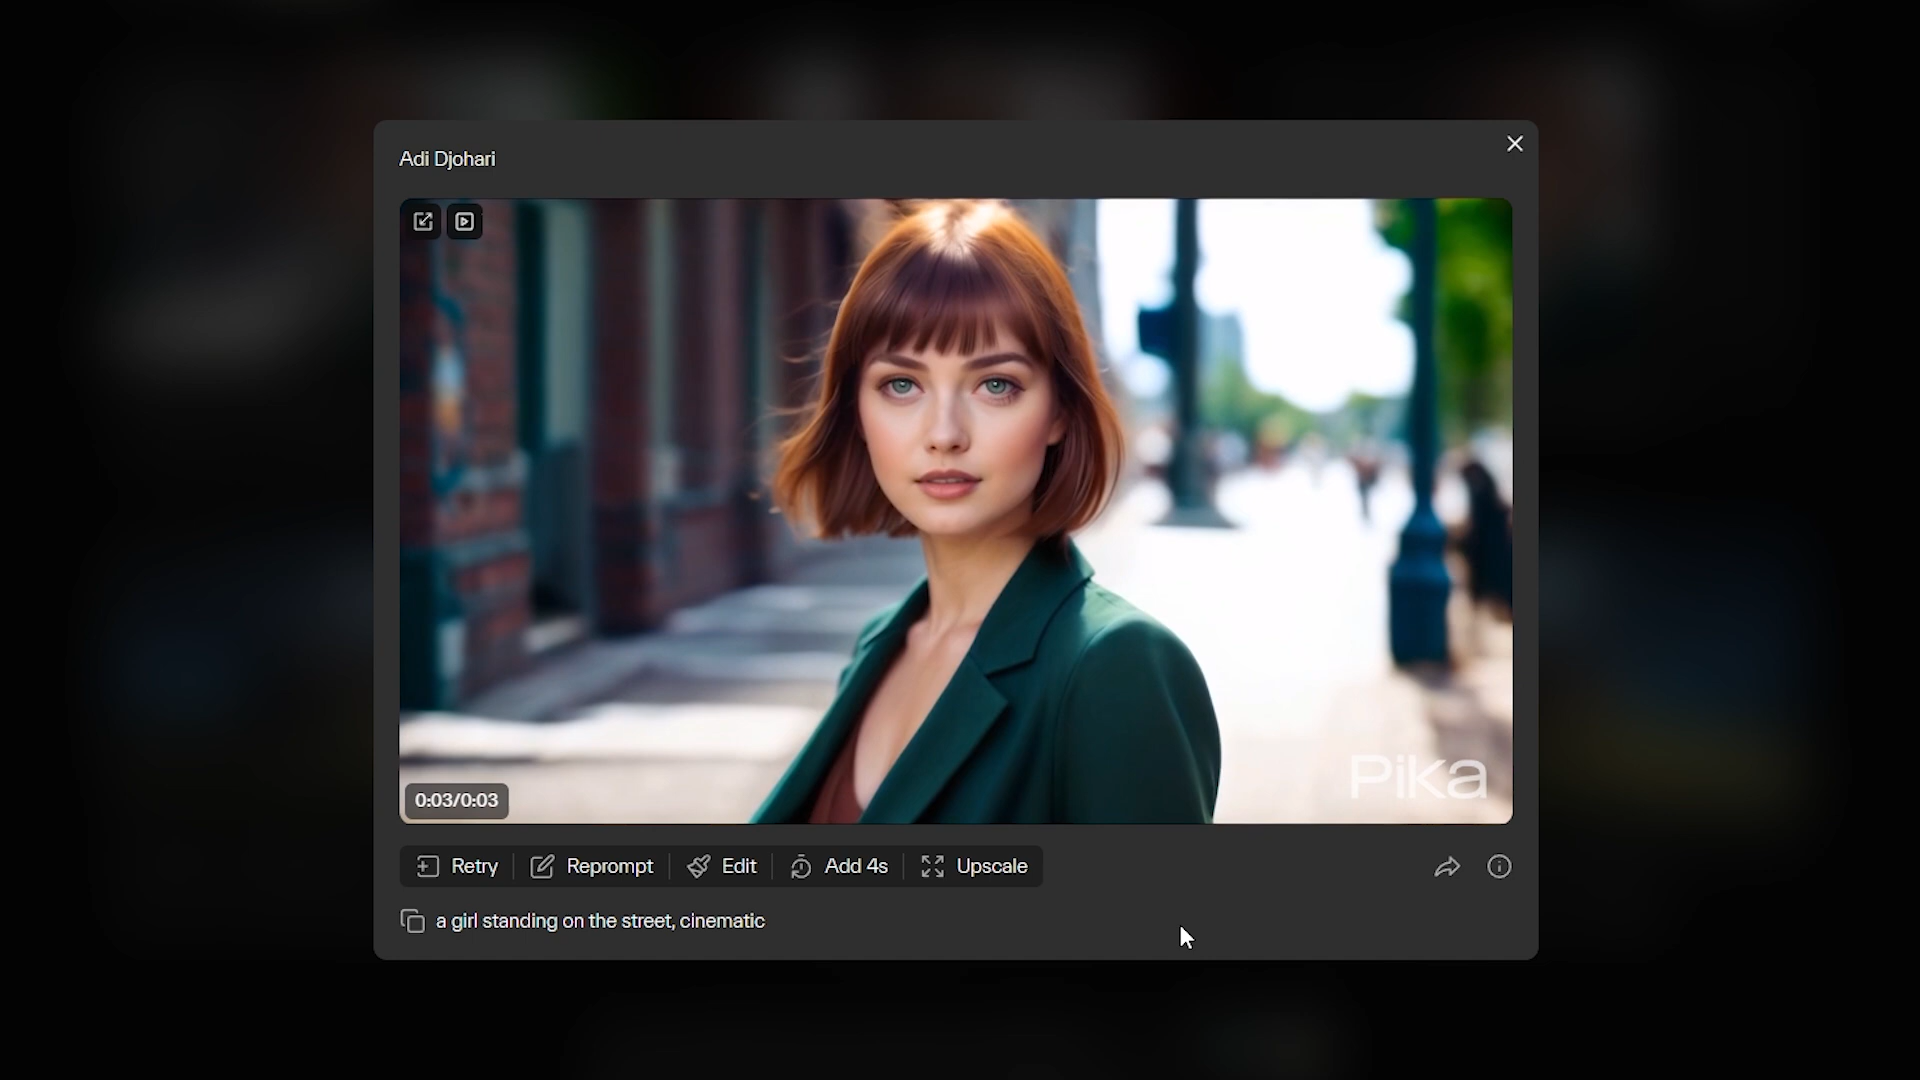 Adi Djohari
Pika
0:03/0:03
Retry
Reprompt
Edit
Add 4s
Upscale
a girl standing on the street, cinematic